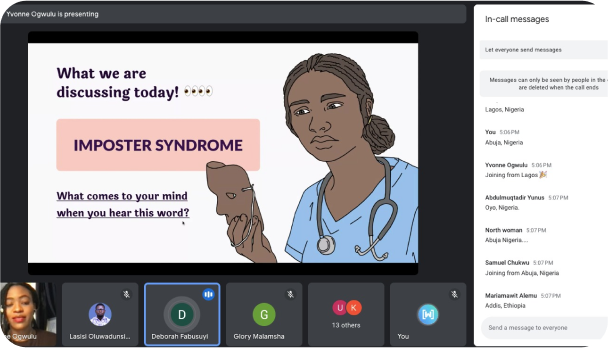 Yvonne Ogwulu is presenting
What we are
discussing today! 👀👀
IMPOSTER SYNDROME
What comes to your mind
when you hear this word?
Ogwulu
Lasisi Oluwadunsi...
D
Deborah Fabusuyi
G
Glory Malamsha
U K
13 others
You
In-call messages
Let everyone send messages
Messages can only be seen by people in the
are deleted when the call ends
Lagos, Nigeria
You 5:06 PM
Abuja, Nigeria
Yvonne Ogwulu 5:06 PM
Joining from Lagos 🎉
Abdulmuqtadir Yunus 5:07 PM
Oyo, Nigeria.
North woman 5:07 PM
Abuja Nigeria....
Samuel Chukwu 5:07 PM
Joining from Abuja, Nigeria
Mariamawit Alemu 5:07 PM
Addis, Ethiopia
Send a message to everyone